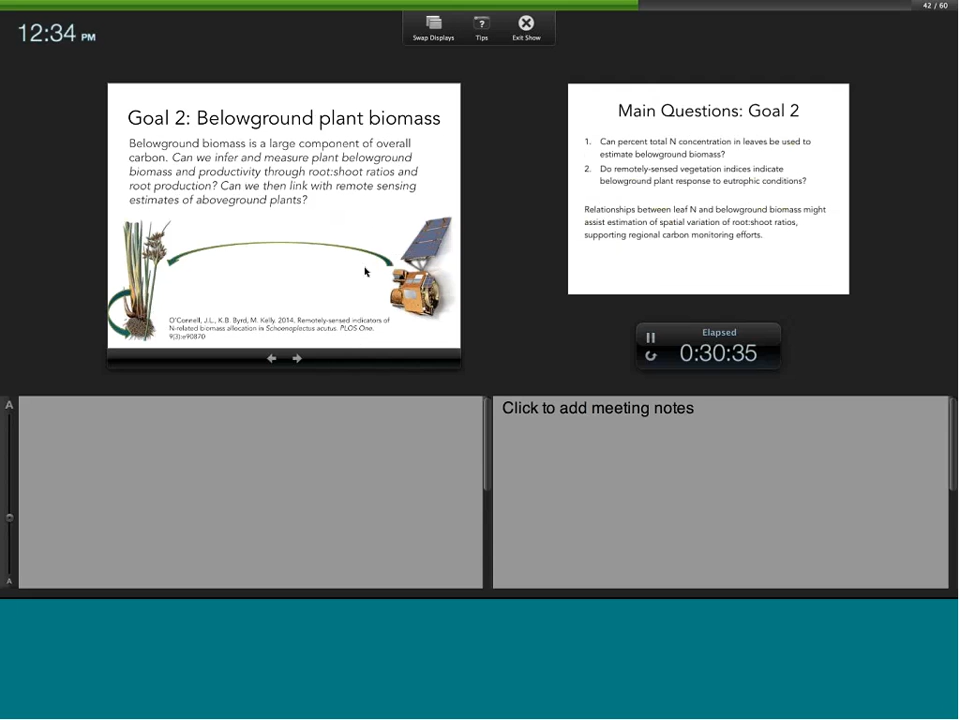 42 / 60
12:34 PM
Swap Displays
Tips
Exit Show
Goal 2: Belowground plant biomass
Belowground biomass is a large component of overall
carbon. Can we infer and measure plant belowground
biomass and productivity through root:shoot ratios and
root production? Can we then link with remote sensing
estimates of aboveground plants?
O'Connell, J.L., K.B. Byrd, M. Kelly. 2014. Remotely-sensed indicators of
N-related biomass allocation in Schoenoplectus acutus. PLOS One.
9(3):e90870
Main Questions: Goal 2
1. Can percent total N concentration in leaves be used to
estimate belowground biomass?
2. Do remotely-sensed vegetation indices indicate
belowground plant response to eutrophic conditions?
Relationships between leaf N and belowground biomass might
assist estimation of spatial variation of root:shoot ratios,
supporting regional carbon monitoring efforts.
Elapsed
0:30:35
A
Click to add meeting notes
A